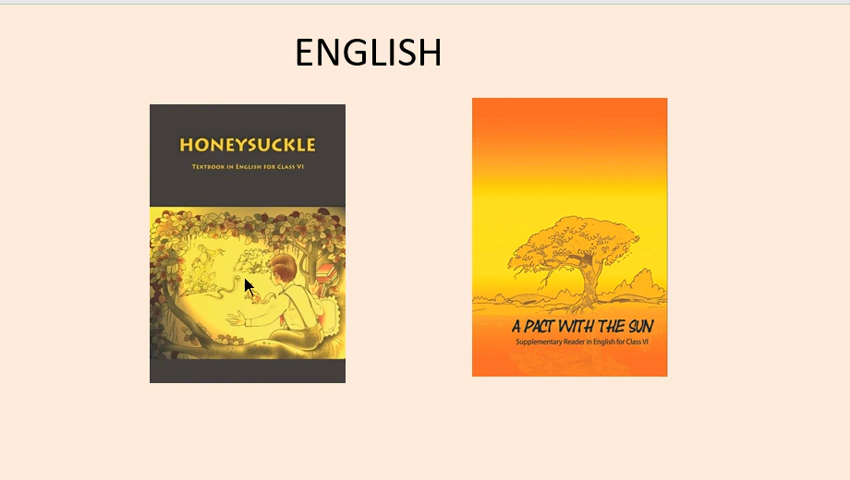 ENGLISH
HONEYSUCKLE
TEXTBOOK IN ENGLISH FOR CLASS VI
A PACT WITH THE SUN
Supplementary Reader in English for Class VI